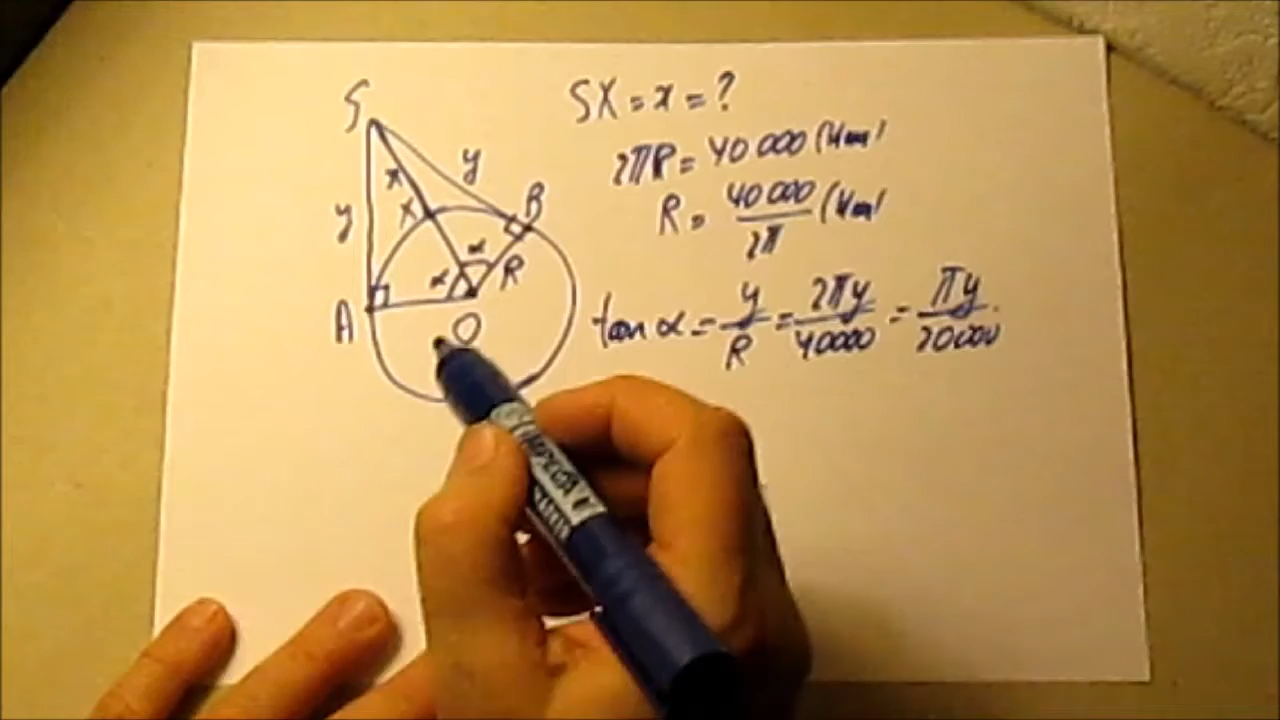 S
y
x
X
y
B
α
α
R
A
O
SX = x = ?
2πR = 40 000 (km)
R = 40 000 / 2π (km)
tan α = y / R = 2πy / 40000 = πy / 20000